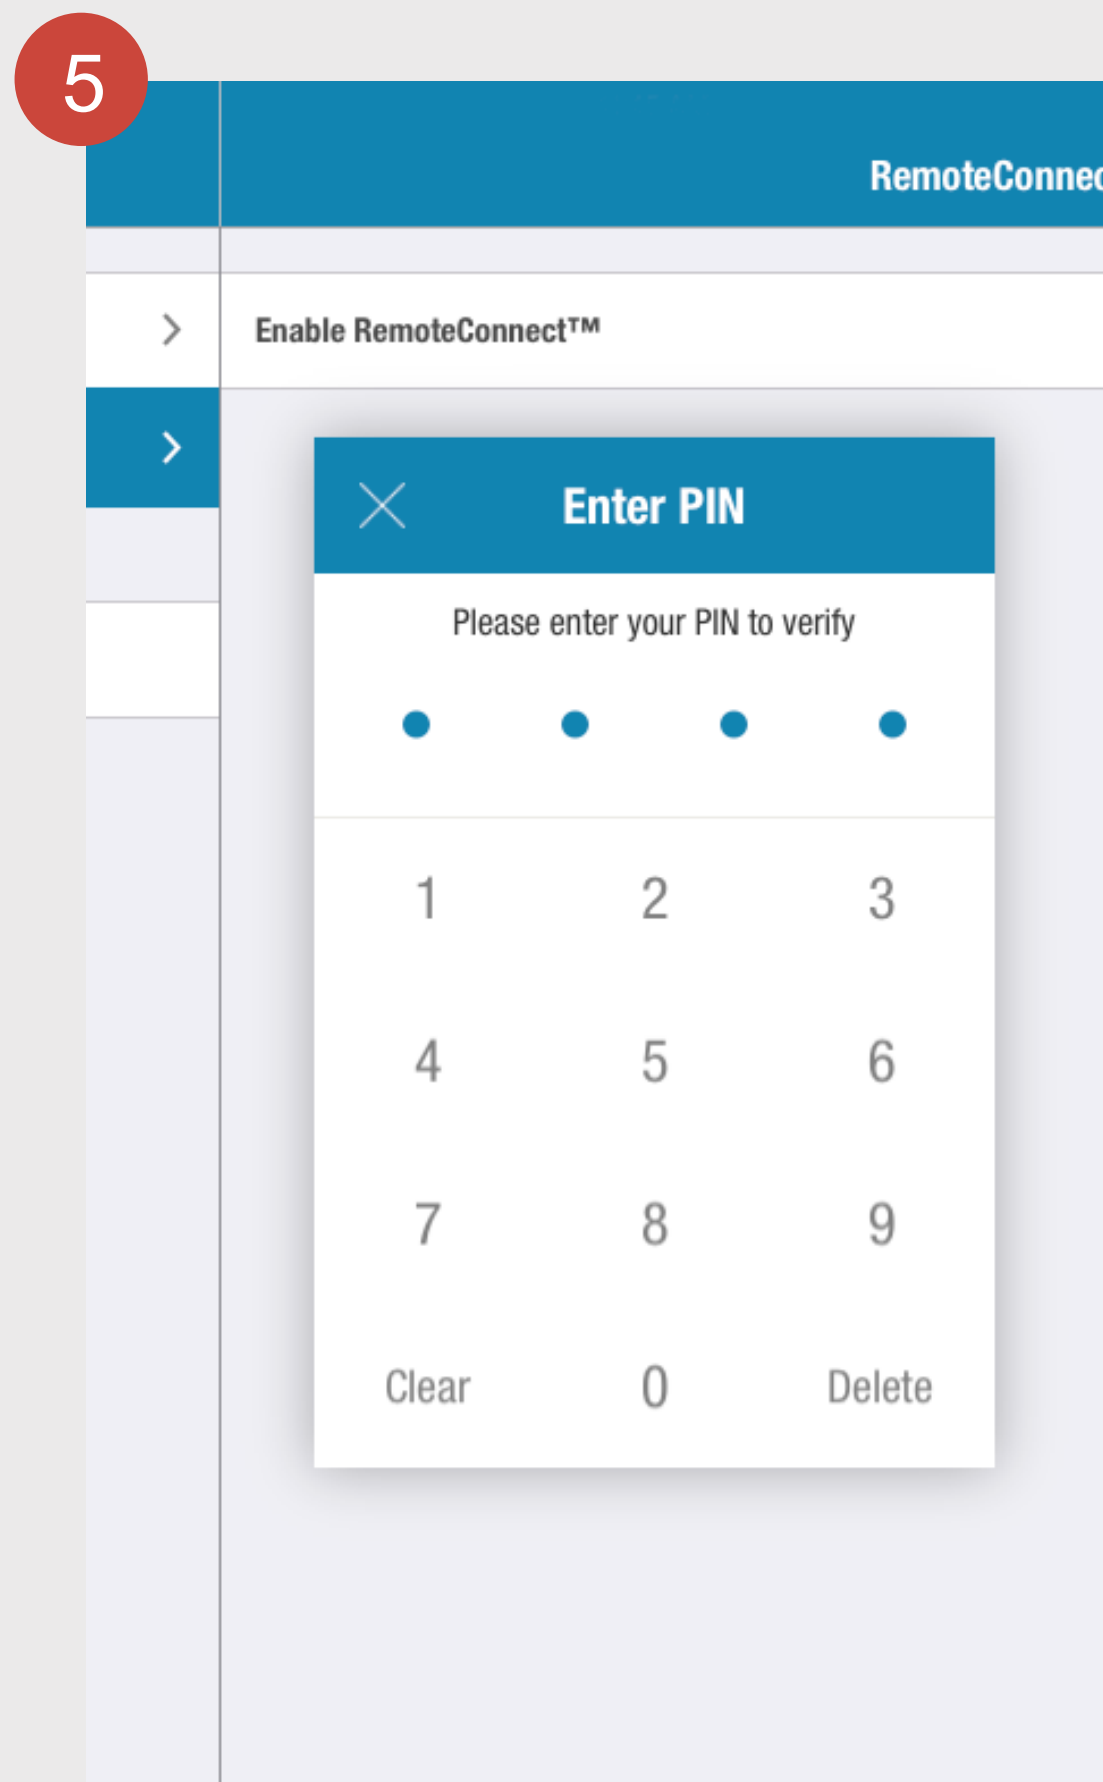 5
RemoteConnec
Enable RemoteConnect™
Enter PIN
Please enter your PIN to verify
1 2 3
4 5 6
7 8 9
Clear 0 Delete